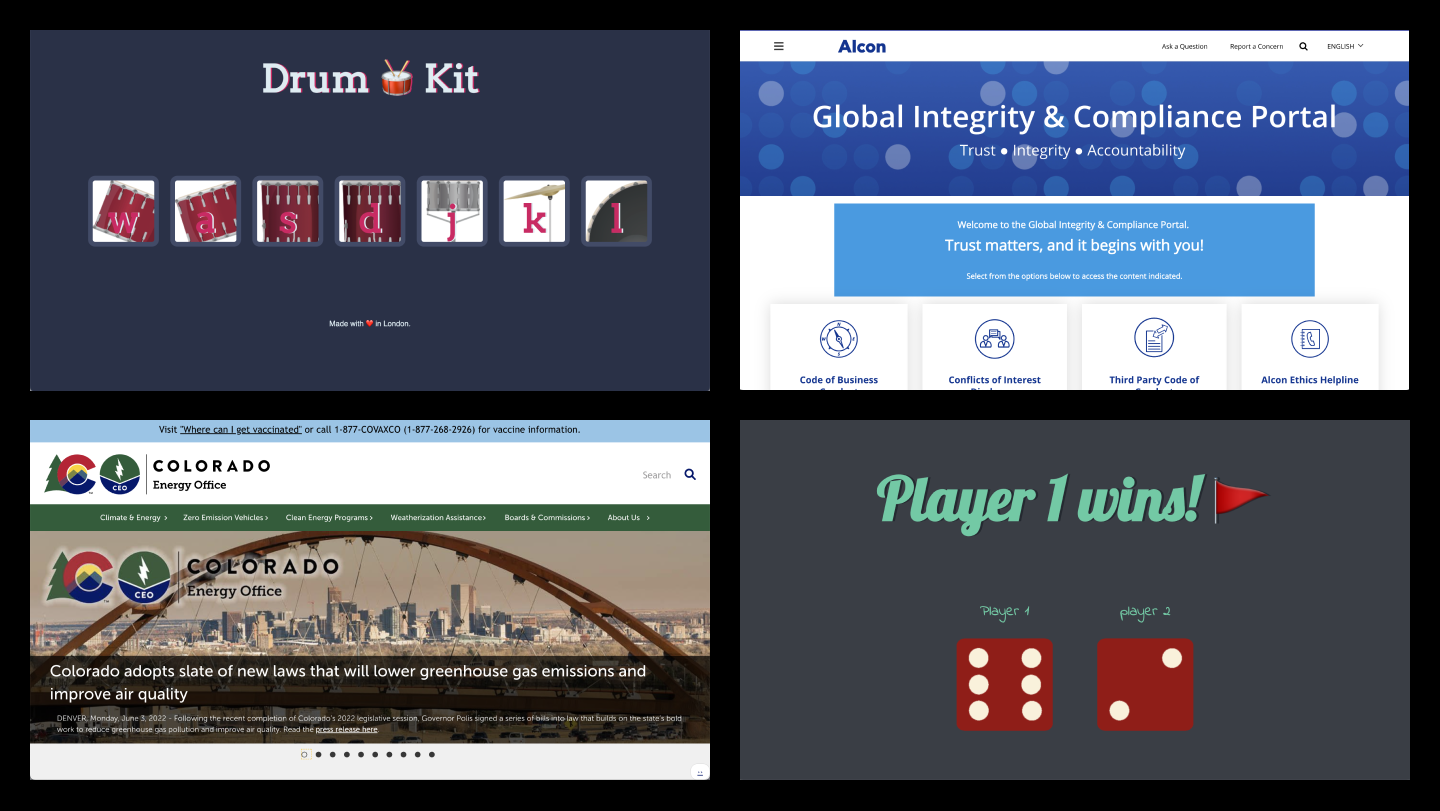 Drum 🥁 Kit
w a s d j k l
Made with ❤️ in London.
Alcon
Ask a Question
Report a Concern
ENGLISH
Global Integrity & Compliance Portal
Trust ● Integrity ● Accountability
Welcome to the Global Integrity & Compliance Portal.
Trust matters, and it begins with you!
Select from the options below to access the content indicated.
Code of Business
Conflicts of Interest
Third Party Code of
Alcon Ethics Helpline
Visit "Where can I get vaccinated" or call 1-877-COVAXCO (1-877-268-2926) for vaccine information.
CEO
COLORADO
Energy Office
Search
Climate & Energy >
Zero Emission Vehicles >
Clean Energy Programs >
Weatherization Assistance>
Boards & Commissions >
About Us >
CEO
COLORADO
Energy Office
Colorado adopts slate of new laws that will lower greenhouse gas emissions and
improve air quality
DENVER, Monday, June 3, 2022 - Following the recent completion of Colorado's 2022 legislative session, Governor Polis signed a series of bills into law that builds on the state's bold
work to reduce greenhouse gas pollution and improve air quality. Read the press release here.
Player 1 wins! 🚩
Player 1
player 2